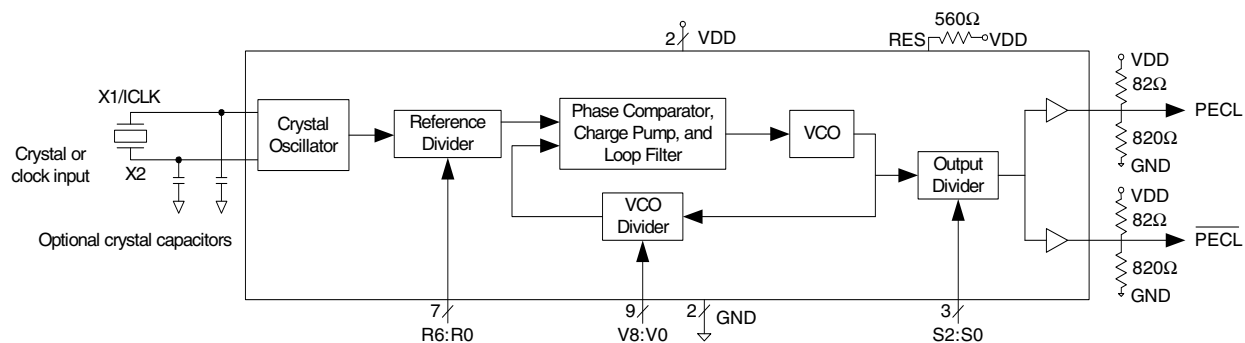 2 VDD
560Ω
RES
VDD
X1/ICLK
X2
Crystal or
clock input
Optional crystal capacitors
Crystal
Oscillator
Reference
Divider
Phase Comparator,
Charge Pump, and
Loop Filter
VCO
VCO
Divider
Output
Divider
VDD
82Ω
PECL
820Ω
GND
VDD
82Ω
PECL
820Ω
GND
7
R6:R0
9
V8:V0
2
GND
3
S2:S0